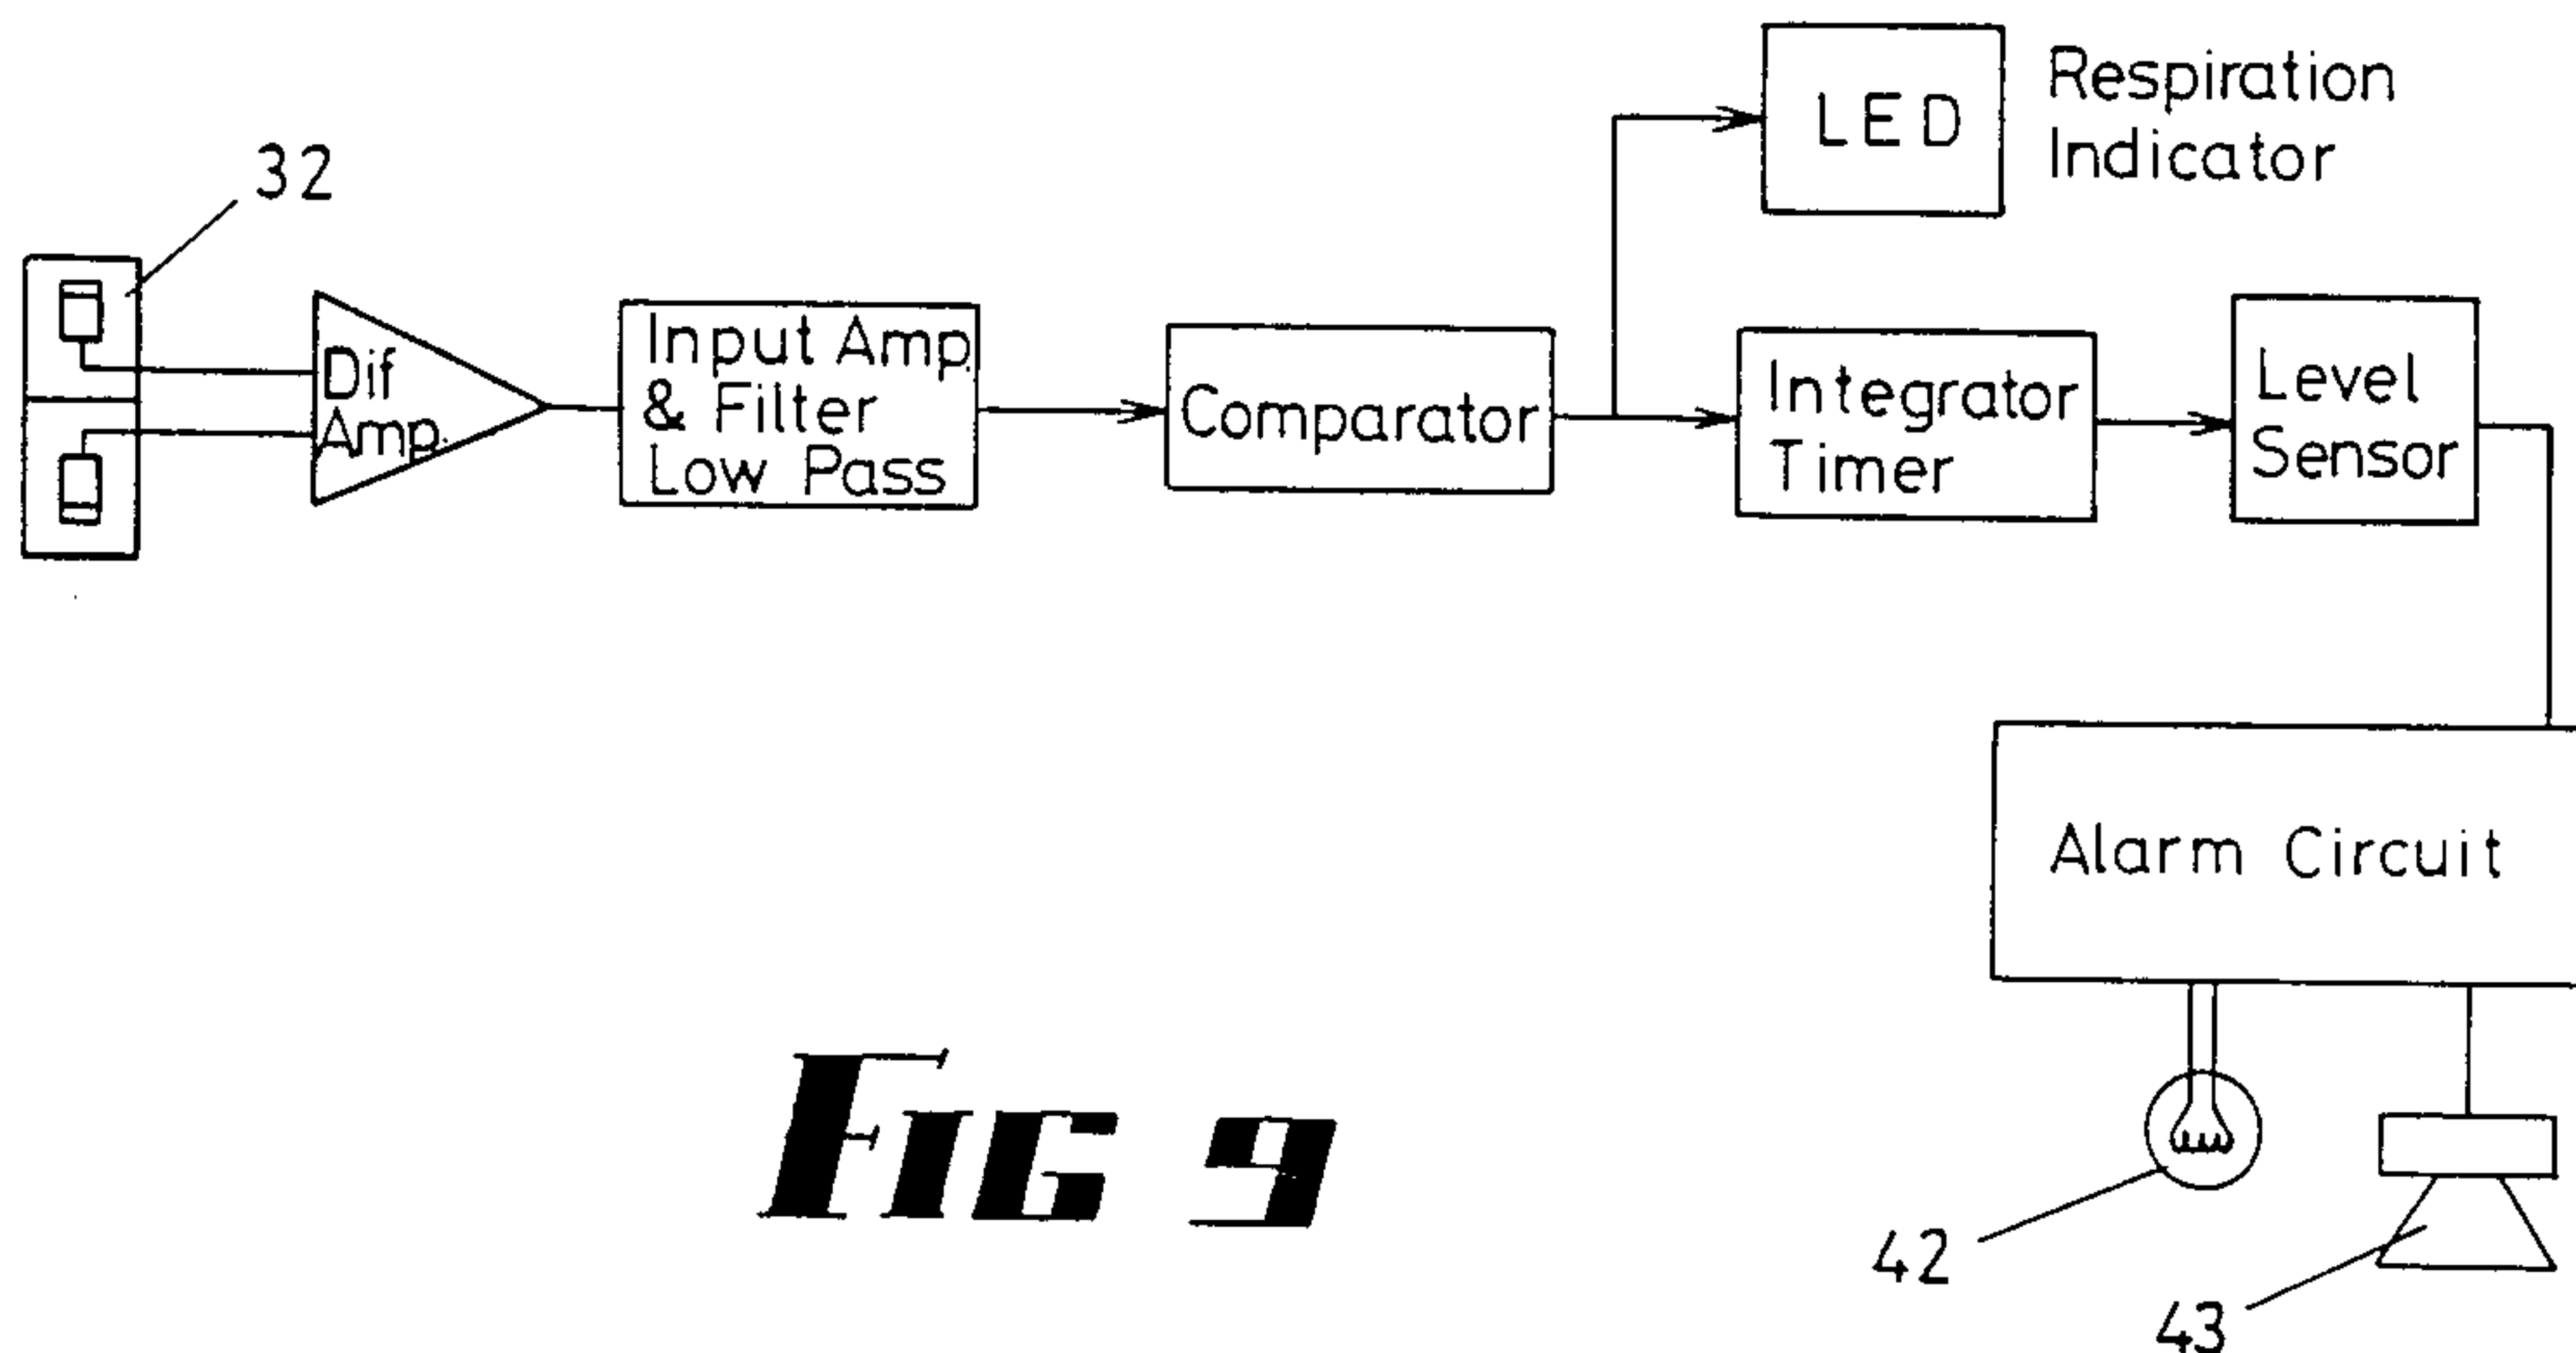 32
Dif
Amp.
Input Amp.
& Filter
Low Pass
Comparator
LED
Respiration
Indicator
Integrator
Timer
Level
Sensor
Alarm Circuit
42
43
FIG 9